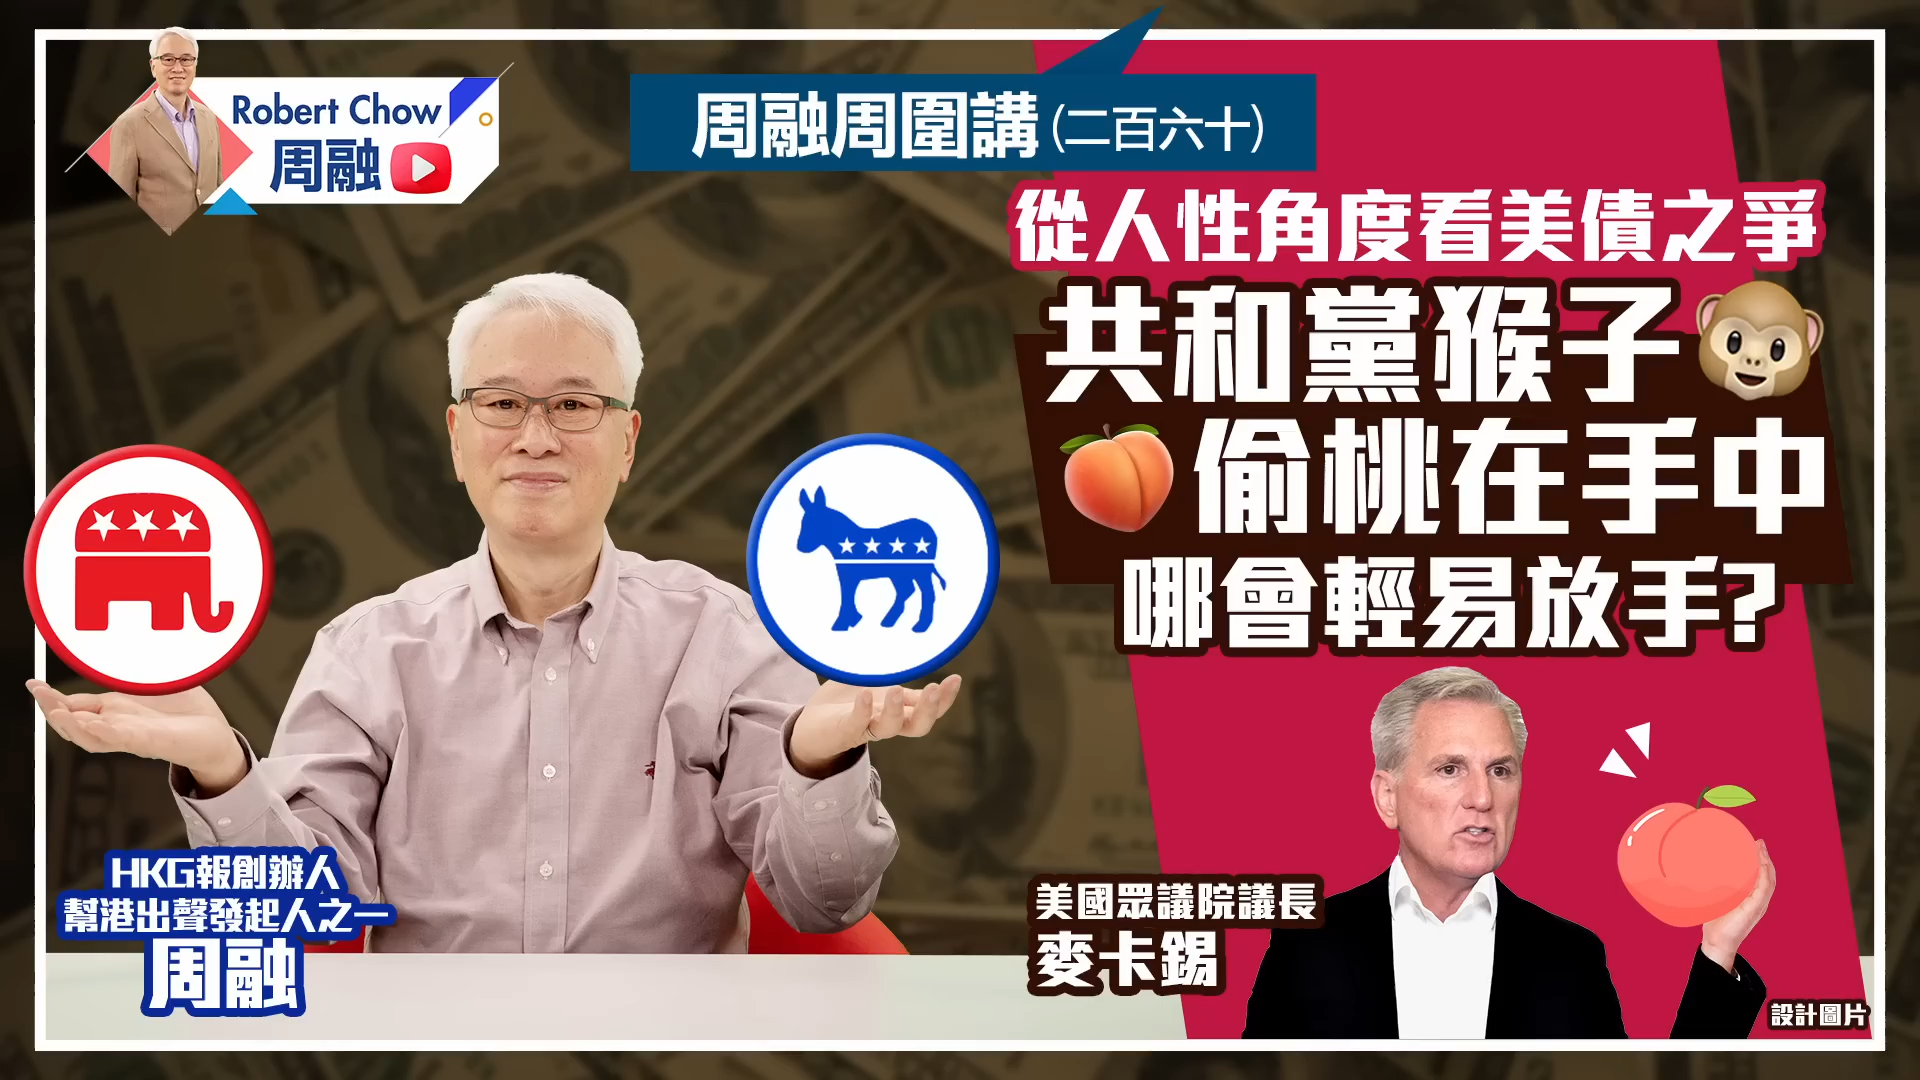 Robert Chow
周融
周融周圍講(二百六十)
從人性角度看美債之爭
共和黨猴子
偷桃在手中
哪會輕易放手?
HKG報創辦人
幫港出聲發起人之一
周融
美國眾議院議長
麥卡錫
設計圖片